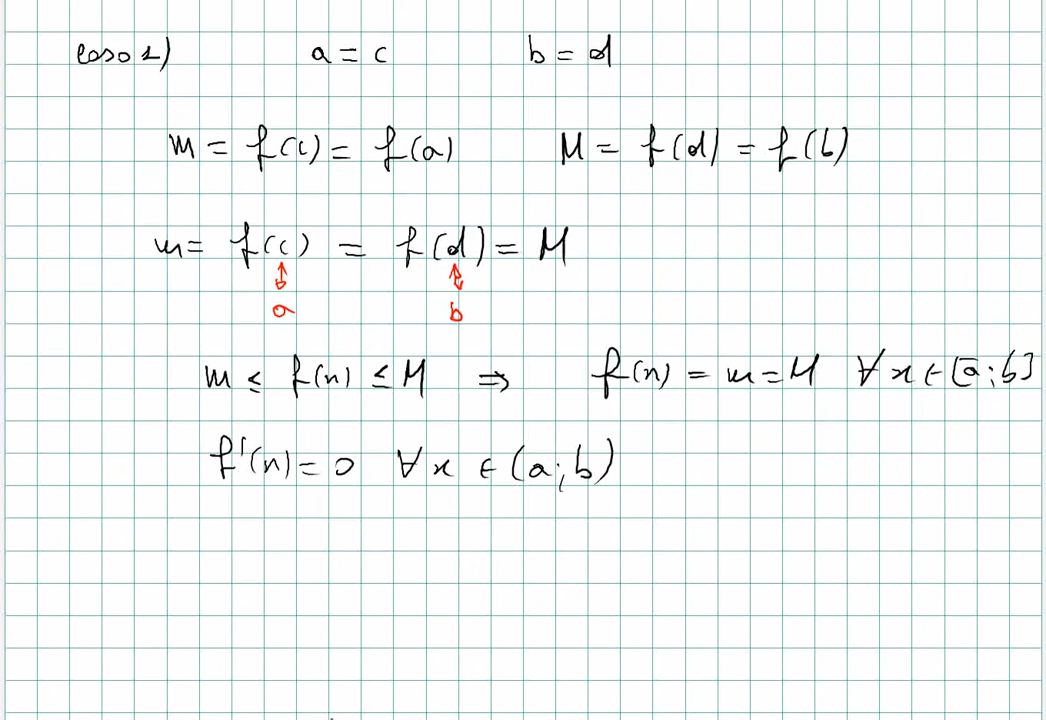 caso 1) a = c b = d
m = f(c) = f(a) M = f(d) = f(b)
m = f(c) = f(d) = M
a b
m ≤ f(x) ≤ M ⇒ f(x) = m = M ∀ x ∈ [a; b]
f'(x) = 0 ∀ x ∈ (a; b)